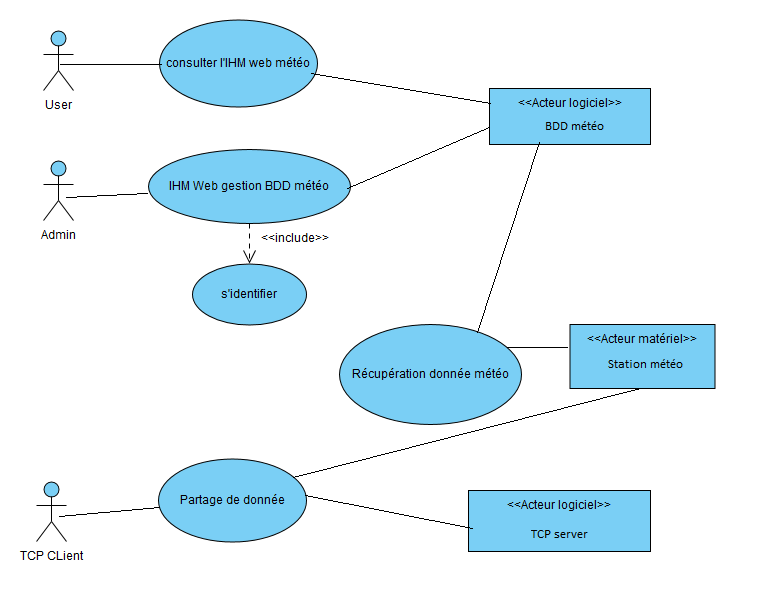 consulter l'IHM web météo
User
<<Acteur logiciel>>
BDD météo
IHM Web gestion BDD météo
Admin
<<include>>
s'identifier
<<Acteur matériel>>
Station météo
Récupération donnée météo
Partage de donnée
<<Acteur logiciel>>
TCP server
TCP CLient